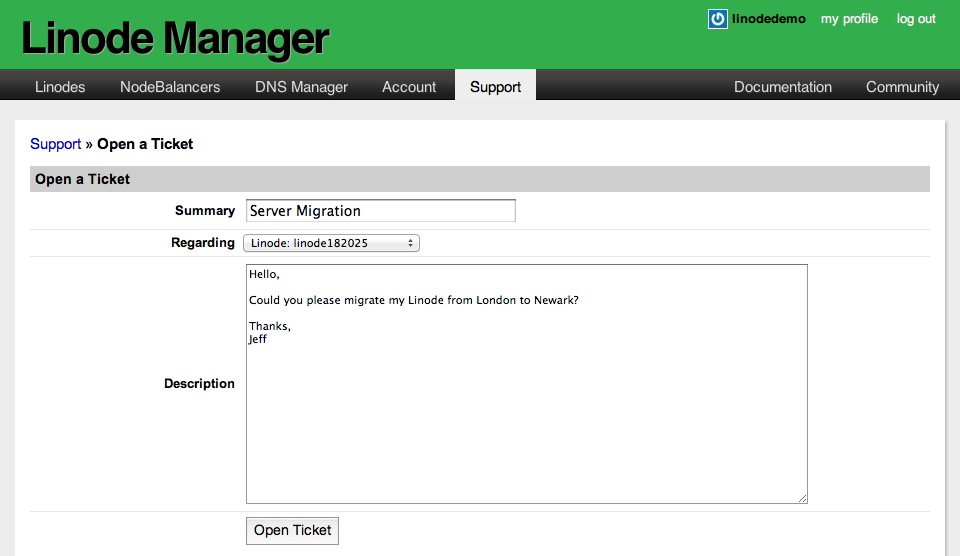 Linode Manager
linodedemo my profile log out
Linodes NodeBalancers DNS Manager Account Support Documentation Community
Support » Open a Ticket
Open a Ticket
Summary Server Migration
Regarding Linode: linode182025
Hello,
Could you please migrate my Linode from London to Newark?
Thanks,
Jeff
Description
Open Ticket